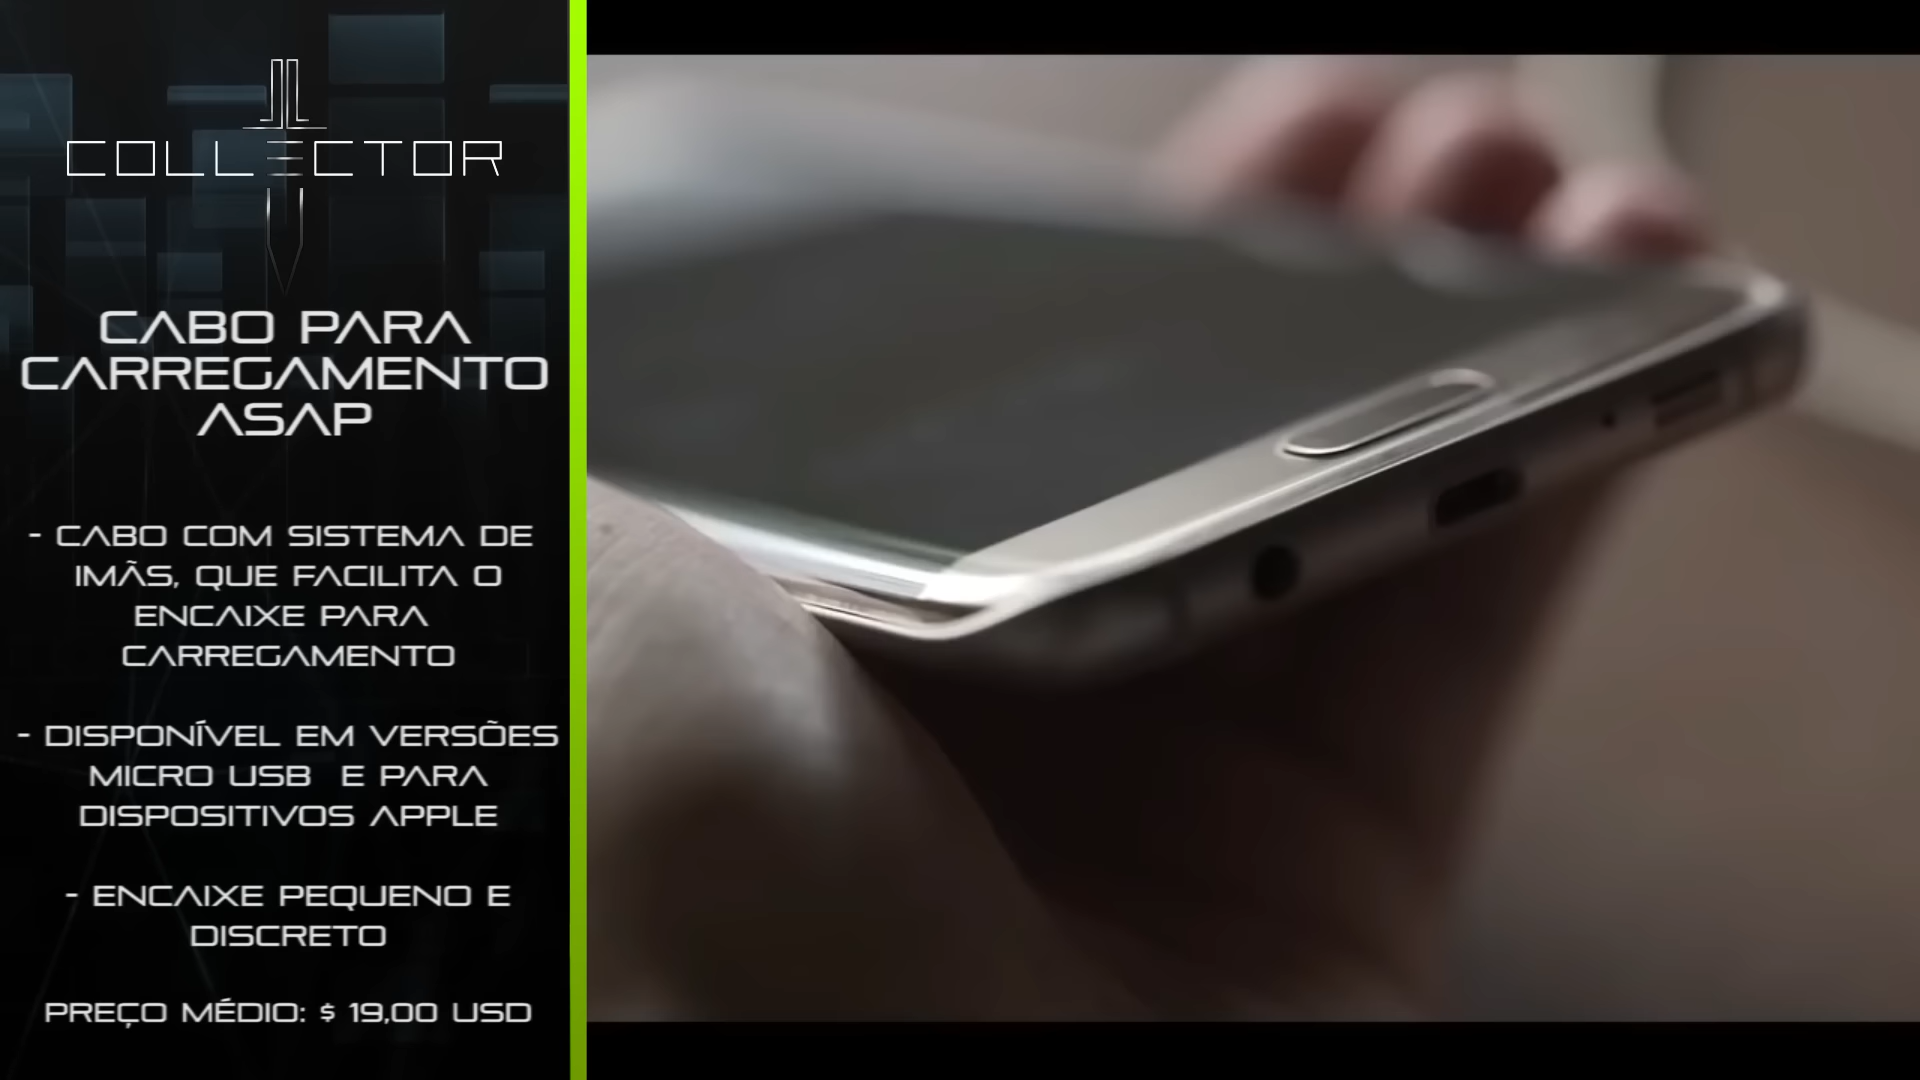 COLLECTOR
CABO PARA
CARREGAMENTO
ASAP
- CABO COM SISTEMA DE
IMÃS, QUE FACILITA O
ENCAIXE PARA
CARREGAMENTO
- DISPONÍVEL EM VERSÕES
MICRO USB E PARA
DISPOSITIVOS APPLE
- ENCAIXE PEQUENO E
DISCRETO
PREÇO MÉDIO: $ 19,00 USD